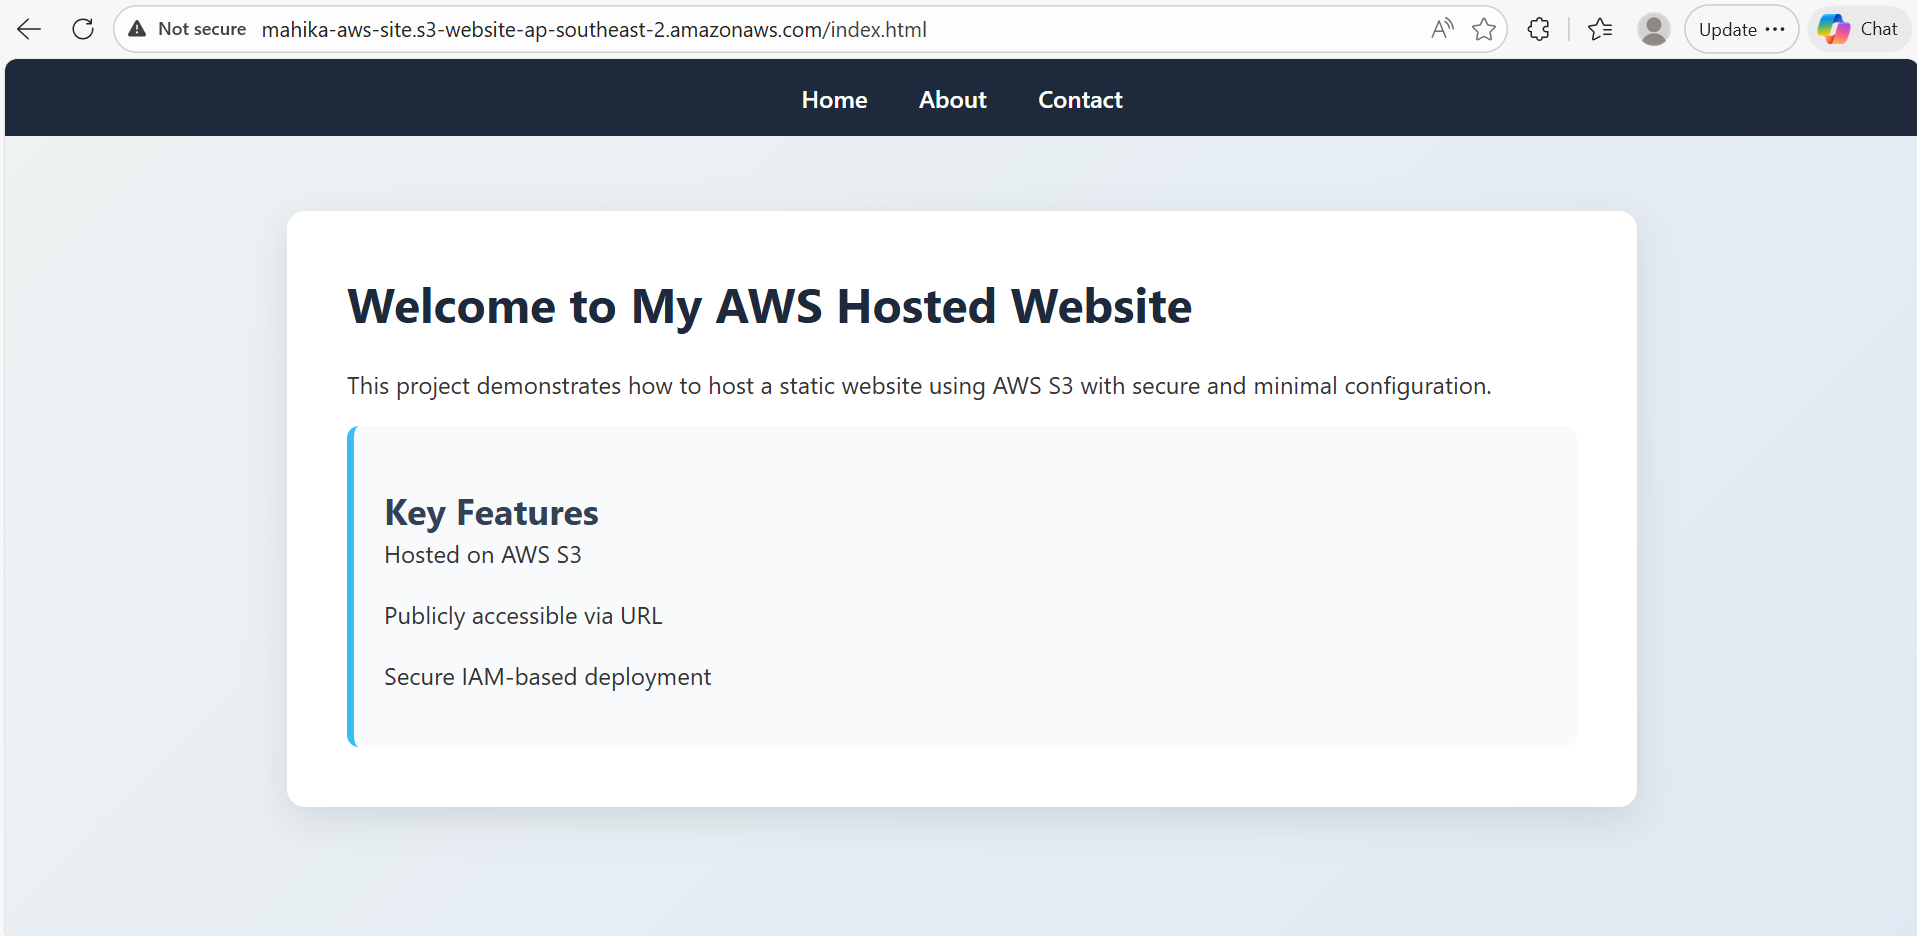 Not secure mahika-aws-site.s3-website-ap-southeast-2.amazonaws.com/index.html Update Chat
Home About Contact
Welcome to My AWS Hosted Website
This project demonstrates how to host a static website using AWS S3 with secure and minimal configuration.
Key Features
Hosted on AWS S3
Publicly accessible via URL
Secure IAM-based deployment